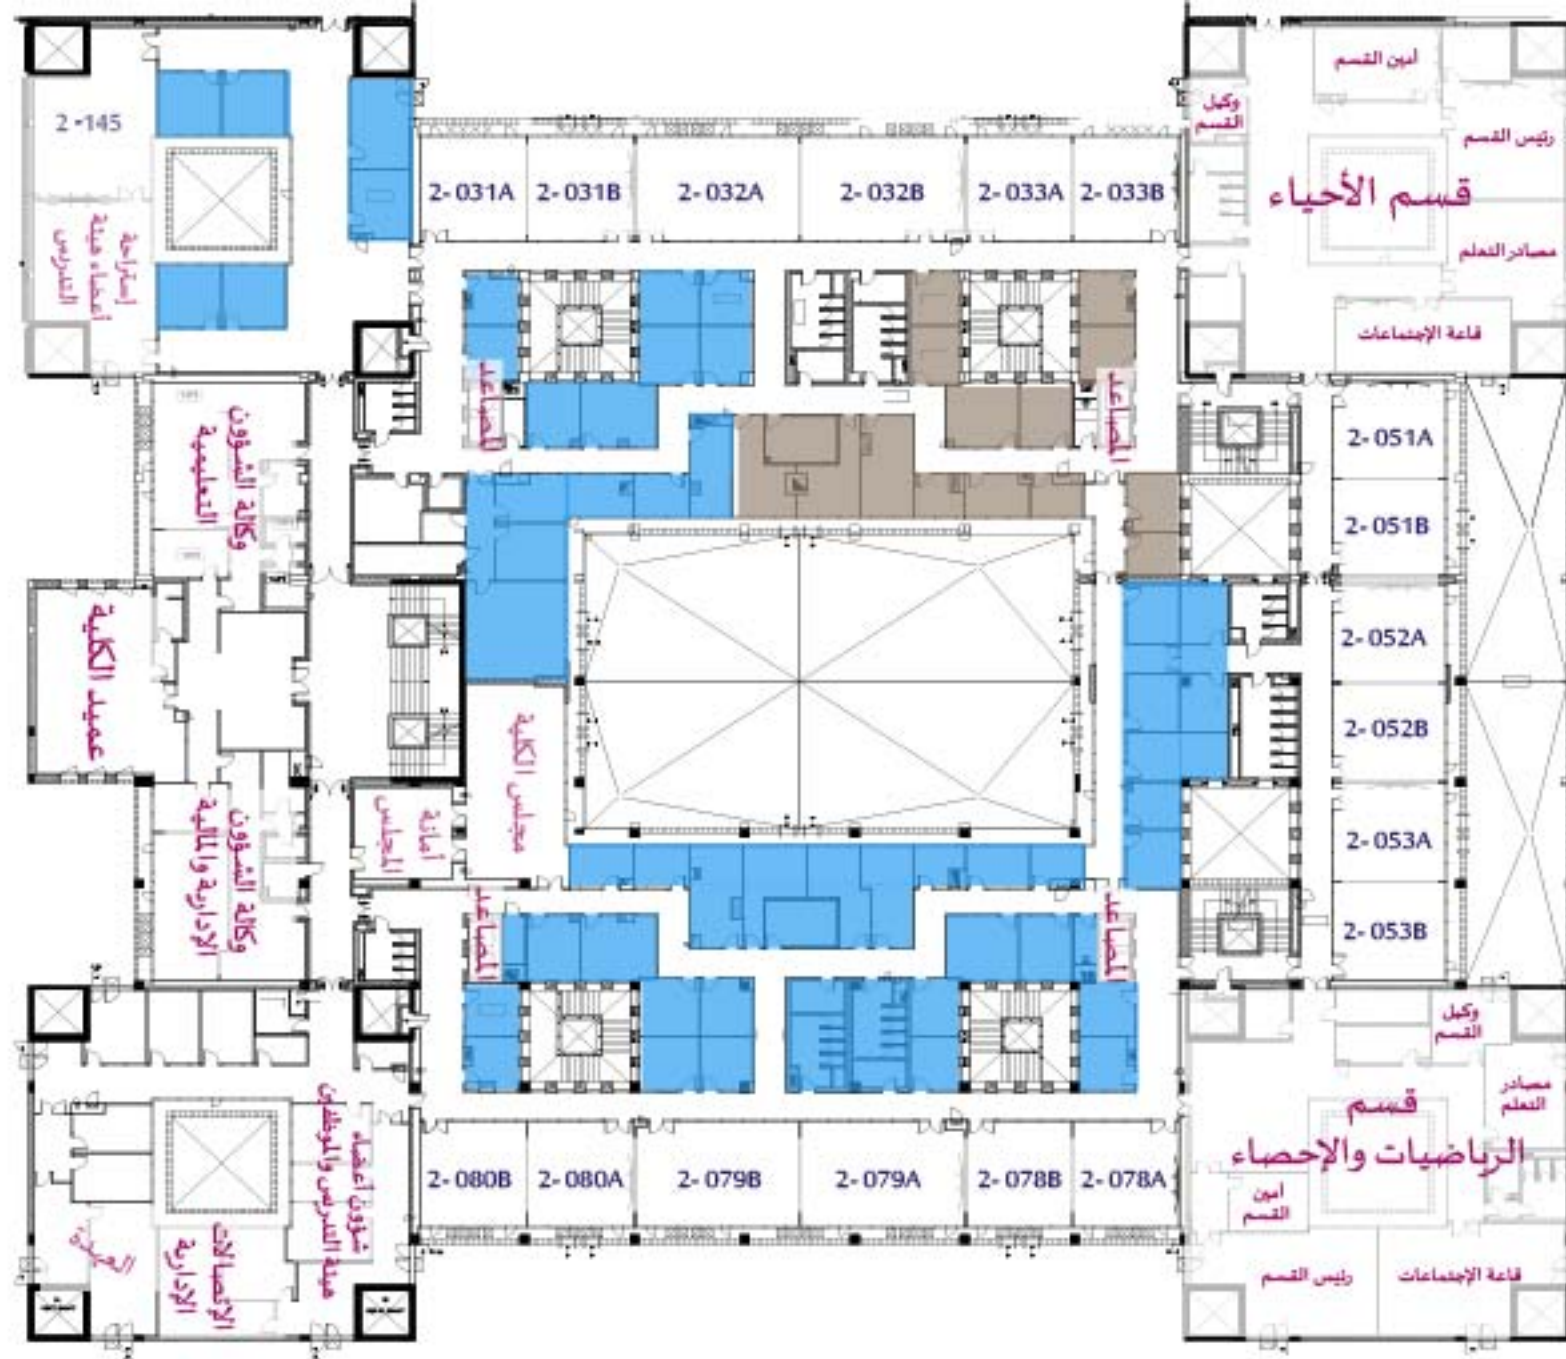 أمين القسم
وكيل
القسم
رئيس القسم
قسم الأحياء
مصادر التعلم
قاعة الإجتماعات
2-145
إستراحة
أعضاء هيئة
التدريس
2-031A
2-031B
2-032A
2-032B
2-033A
2-033B
المصاعد
المصاعد
وكالة الشؤون
التعليمية
2-051A
2-051B
2-052A
2-052B
2-053A
2-053B
عميد الكلية
مجلس الكلية
أمانة
المجلس
وكالة الشؤون
الإدارية والمالية
المصاعد
المصاعد
وكيل
القسم
مصادر
التعلم
قسم
الرياضيات والإحصاء
أمين
القسم
رئيس القسم
قاعة الإجتماعات
2-080B
2-080A
2-079B
2-079A
2-078B
2-078A
شؤون أعضاء
هيئة التدريس والموظفين
الإتصالات
الإدارية